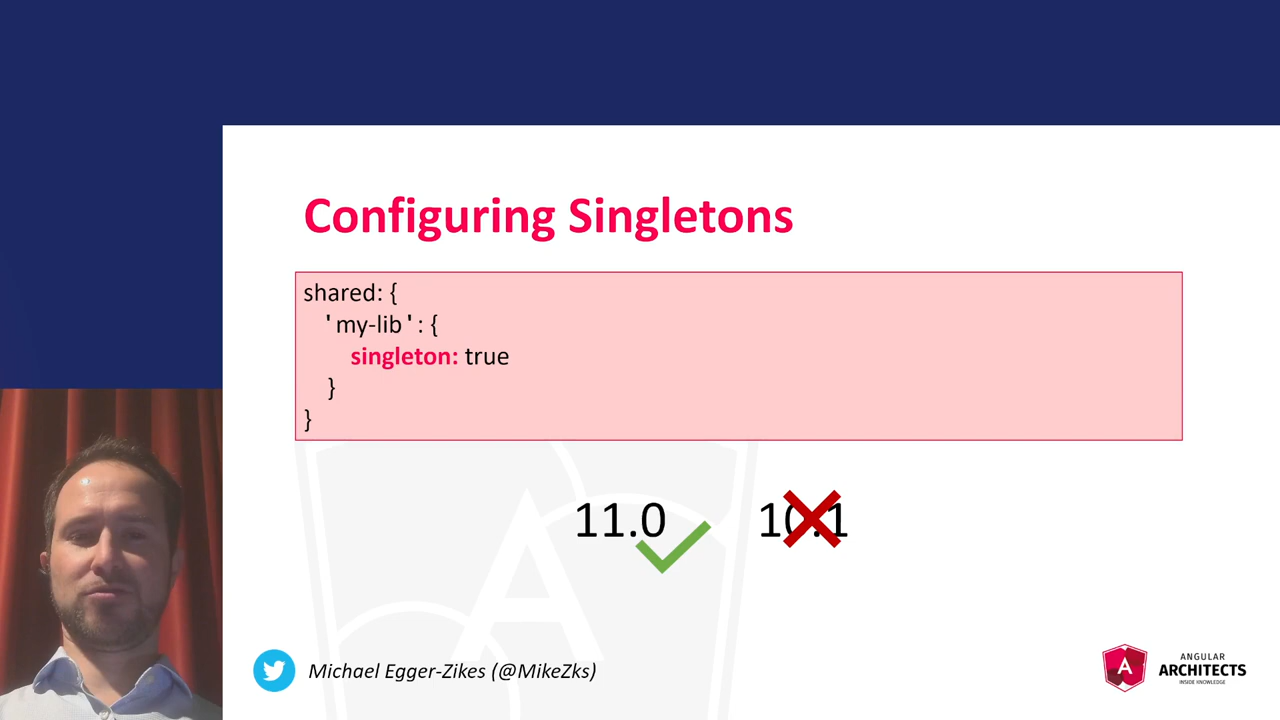 Configuring Singletons
shared: {
'my-lib': {
singleton: true
}
}
11.0 10.1
Michael Egger-Zikes (@MikeZks)
A
ANGULAR
ARCHITECTS
INSIDE KNOWLEDGE